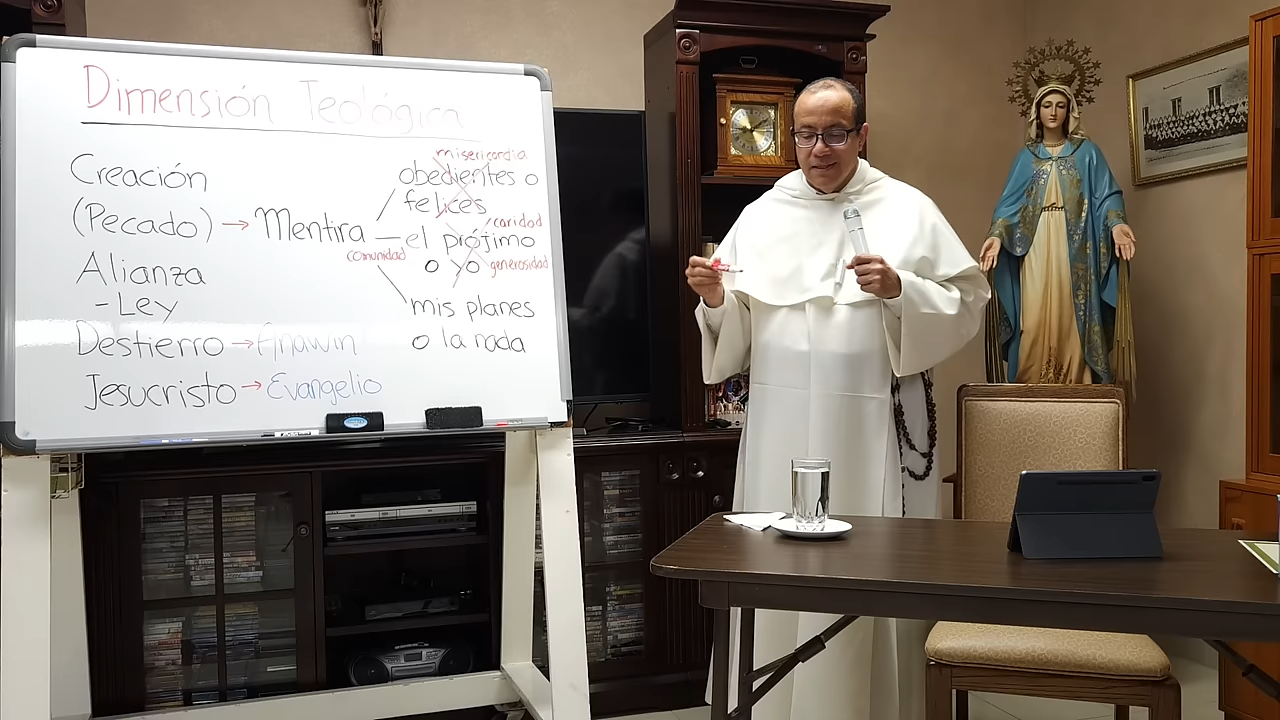 Dimensión Teológica
Creación
(Pecado) → Mentira
Alianza
- Ley
Destierro → Anawin
Jesucristo → Evangelio
misericordia
obedientes o
felices
caridad
el prójimo
comunidad
o yo generosidad
mis planes
o la nada